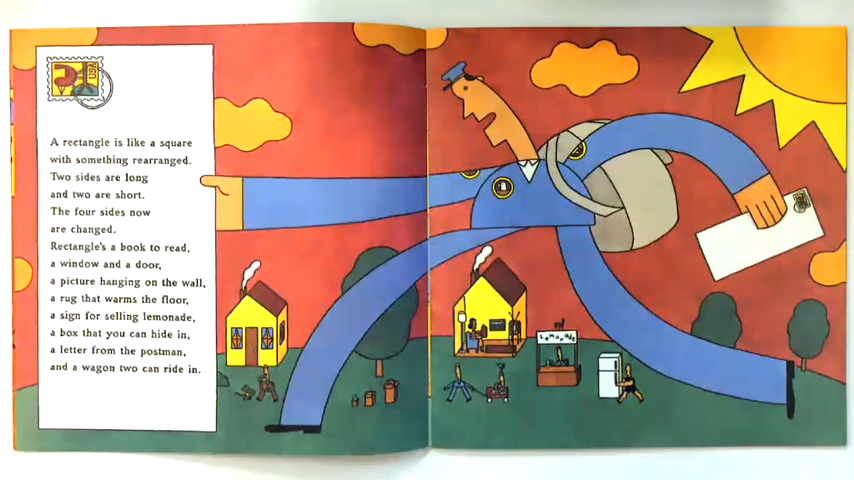 USA
A rectangle is like a square
with something rearranged.
Two sides are long
and two are short.
The four sides now
are changed.
Rectangle's a book to read,
a window and a door,
a picture hanging on the wall,
a rug that warms the floor,
a sign for selling lemonade,
a box that you can hide in,
a letter from the postman,
and a wagon two can ride in.
Lemonade